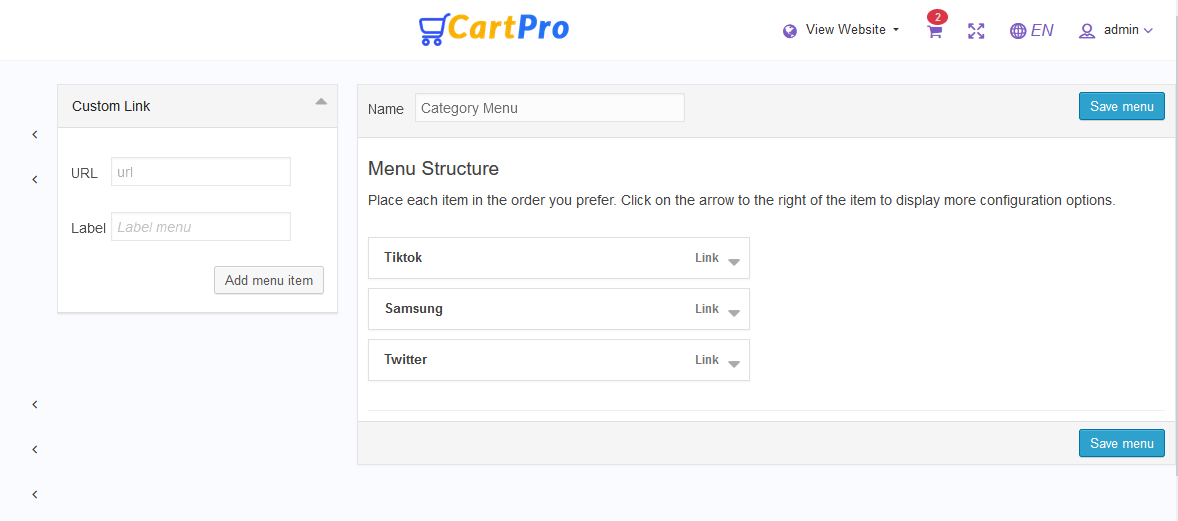 CartPro
View Website
2
EN
admin
Custom Link
URL
url
Label
Label menu
Add menu item
Name
Category Menu
Save menu
Menu Structure
Place each item in the order you prefer. Click on the arrow to the right of the item to display more configuration options.
Tiktok Link
Samsung Link
Twitter Link
Save menu